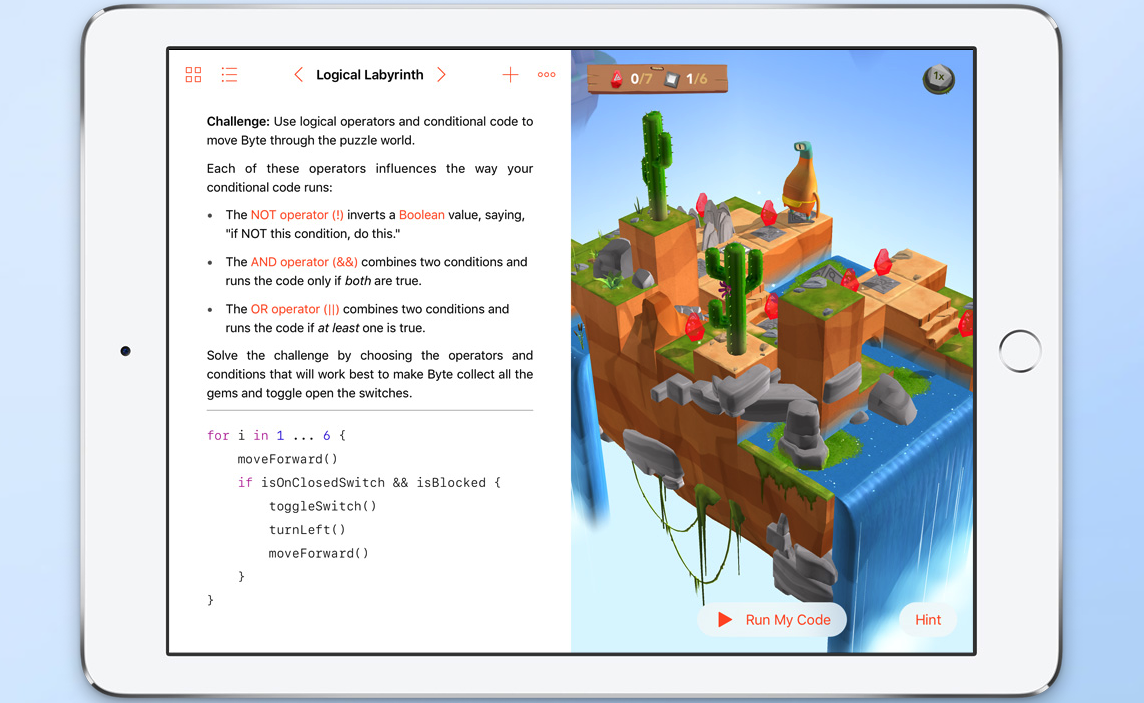 Logical Labyrinth
0/7 1/6
1x
Challenge: Use logical operators and conditional code to
move Byte through the puzzle world.
Each of these operators influences the way your
conditional code runs:
• The NOT operator (!) inverts a Boolean value, saying,
"if NOT this condition, do this."
• The AND operator (&&) combines two conditions and
runs the code only if both are true.
• The OR operator (||) combines two conditions and
runs the code if at least one is true.
Solve the challenge by choosing the operators and
conditions that will work best to make Byte collect all the
gems and toggle open the switches.
for i in 1 ... 6 {
moveForward()
if isOnClosedSwitch && isBlocked {
toggleSwitch()
turnLeft()
moveForward()
}
}
Run My Code
Hint